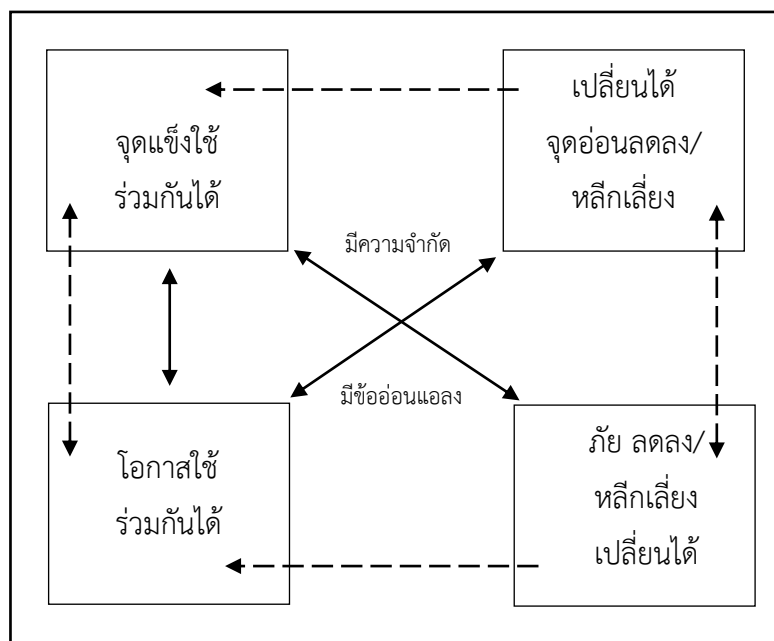 จุดแข็งใช้
ร่วมกันได้
เปลี่ยนได้
จุดอ่อนลดลง/
หลีกเลี่ยง
มีความจำกัด
มีข้ออ่อนแอลง
โอกาสใช้
ร่วมกันได้
ภัย ลดลง/
หลีกเลี่ยง
เปลี่ยนได้